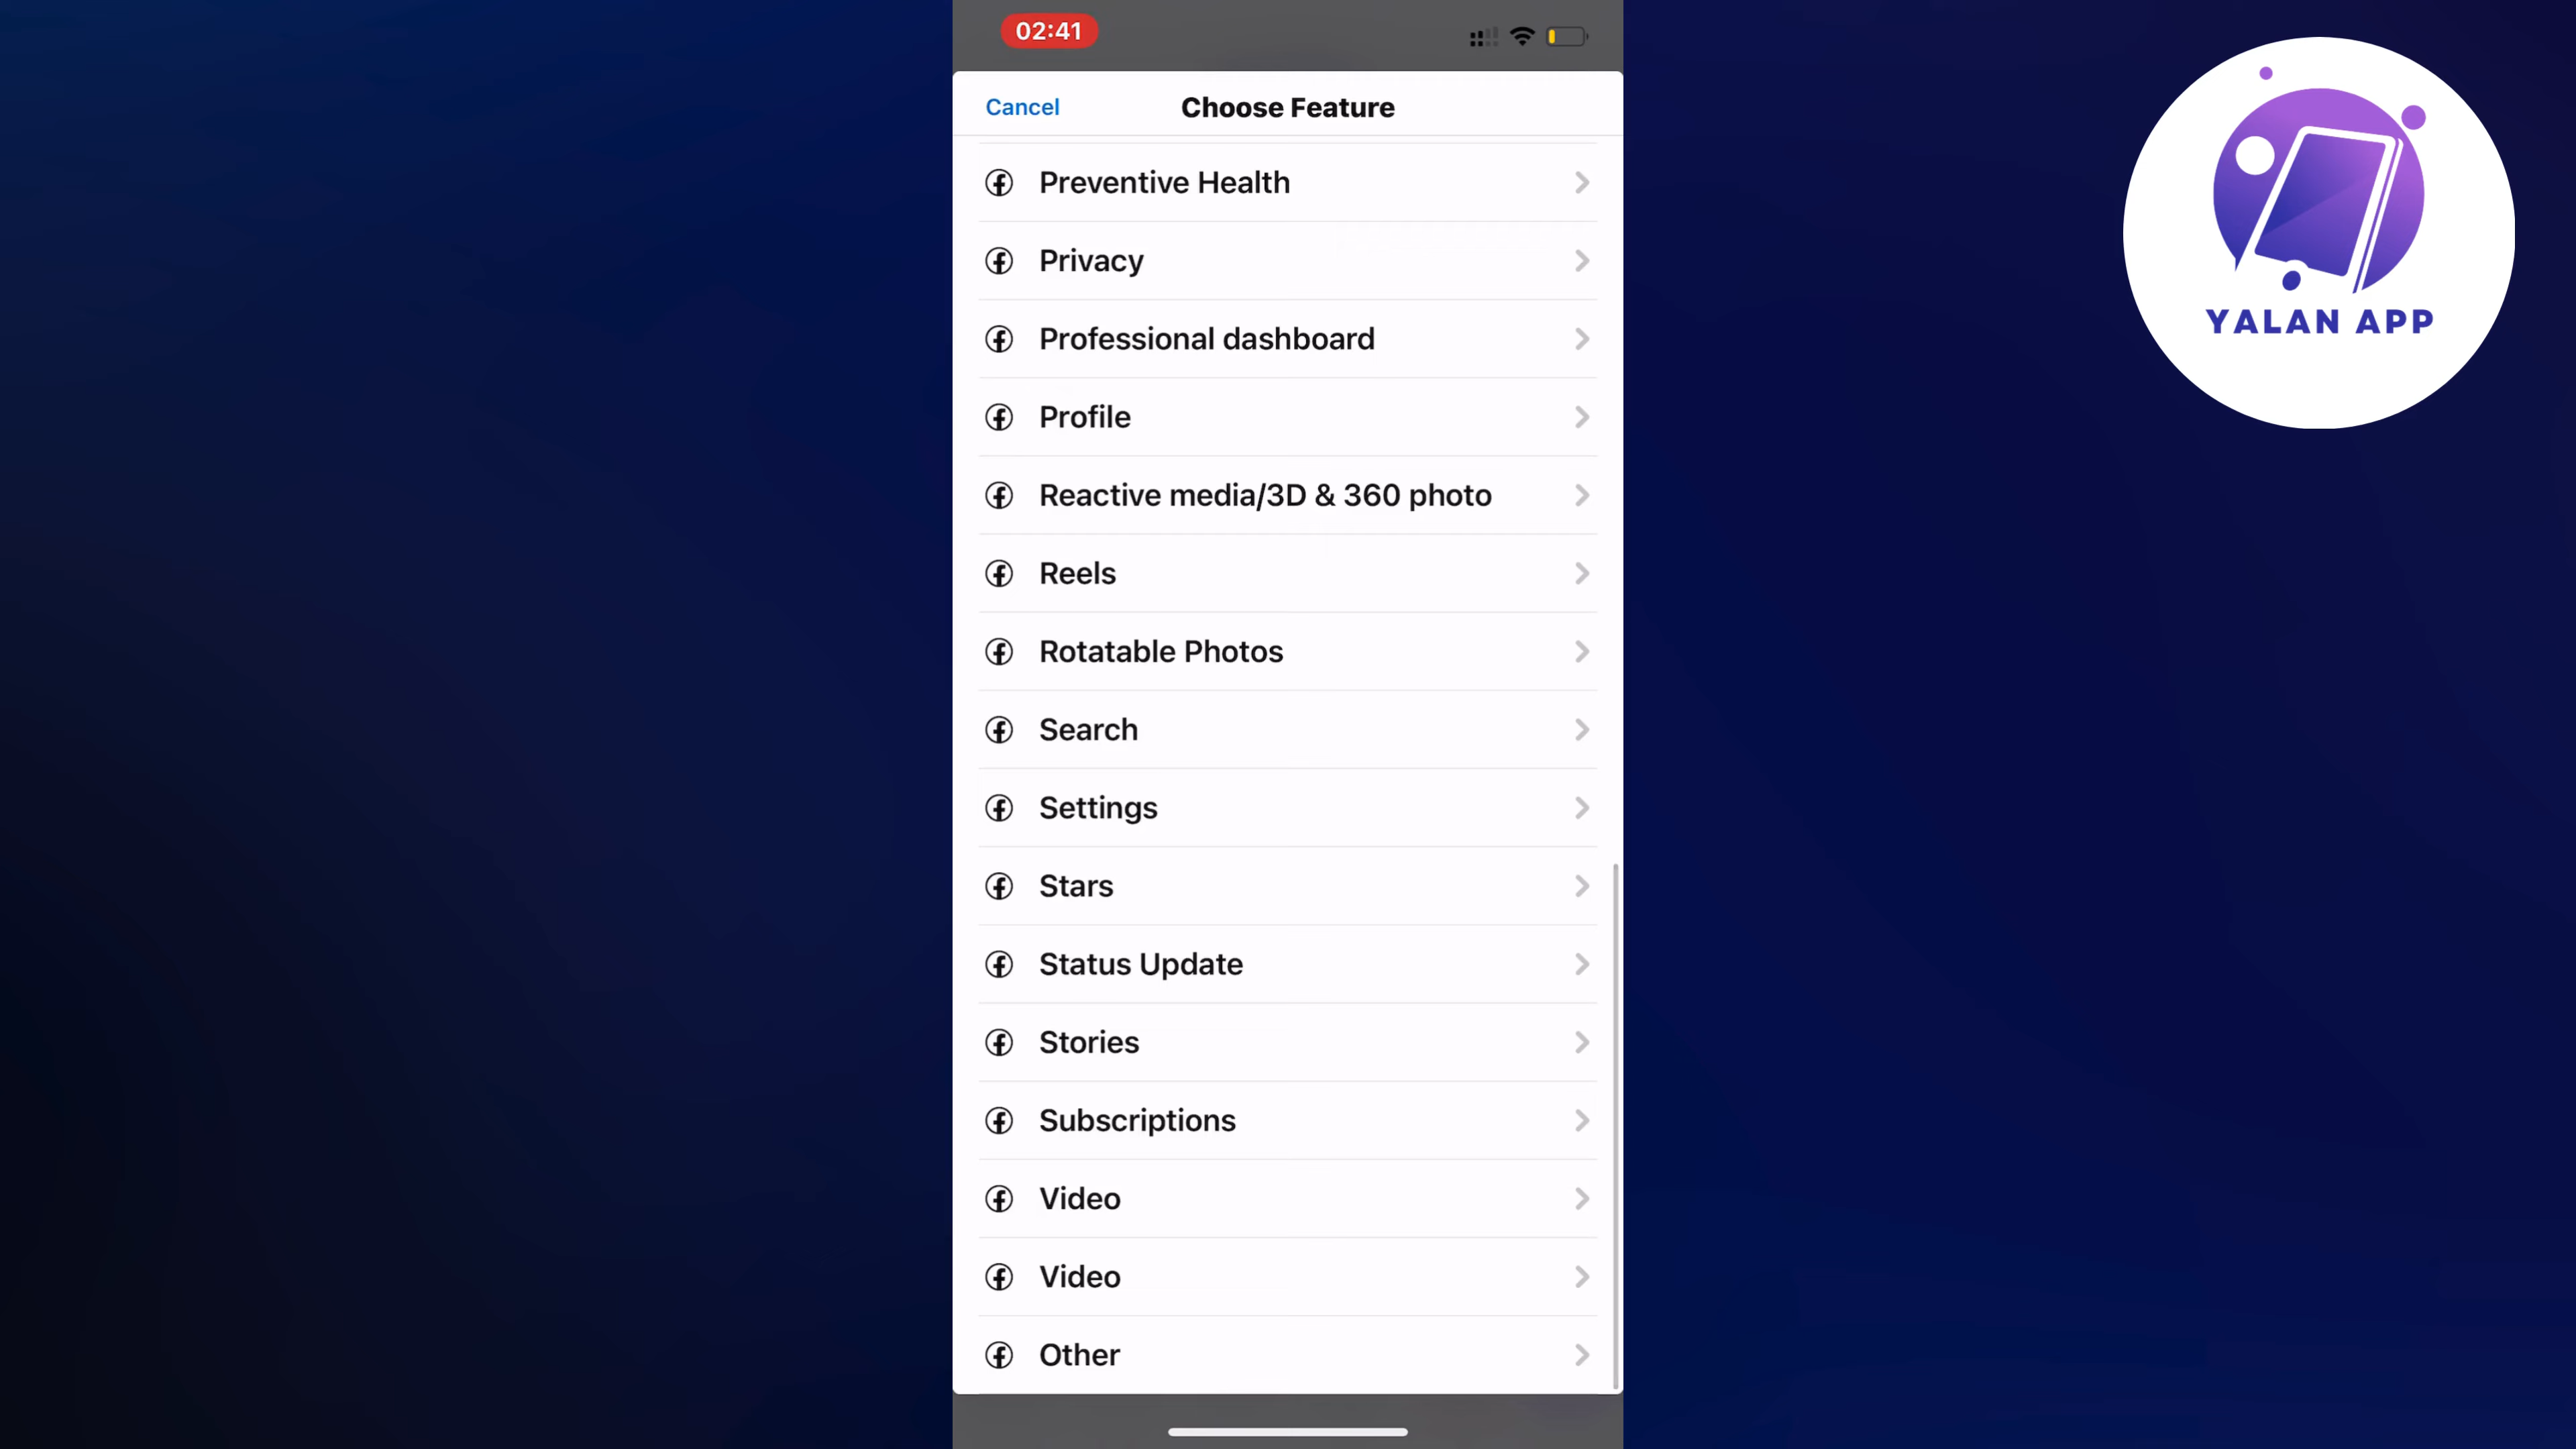 02:41
Cancel
Choose Feature
Preventive Health
Privacy
Professional dashboard
Profile
Reactive media/3D & 360 photo
Reels
Rotatable Photos
Search
Settings
Stars
Status Update
Stories
Subscriptions
Video
Video
Other
YALAN APP